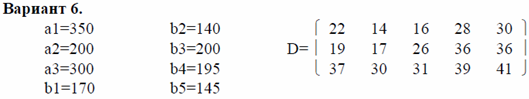 Вариант 6.
a1=350 b2=140 22 14 16 28 30
a2=200 b3=200 D= 19 17 26 36 36
a3=300 b4=195 37 30 31 39 41
b1=170 b5=145